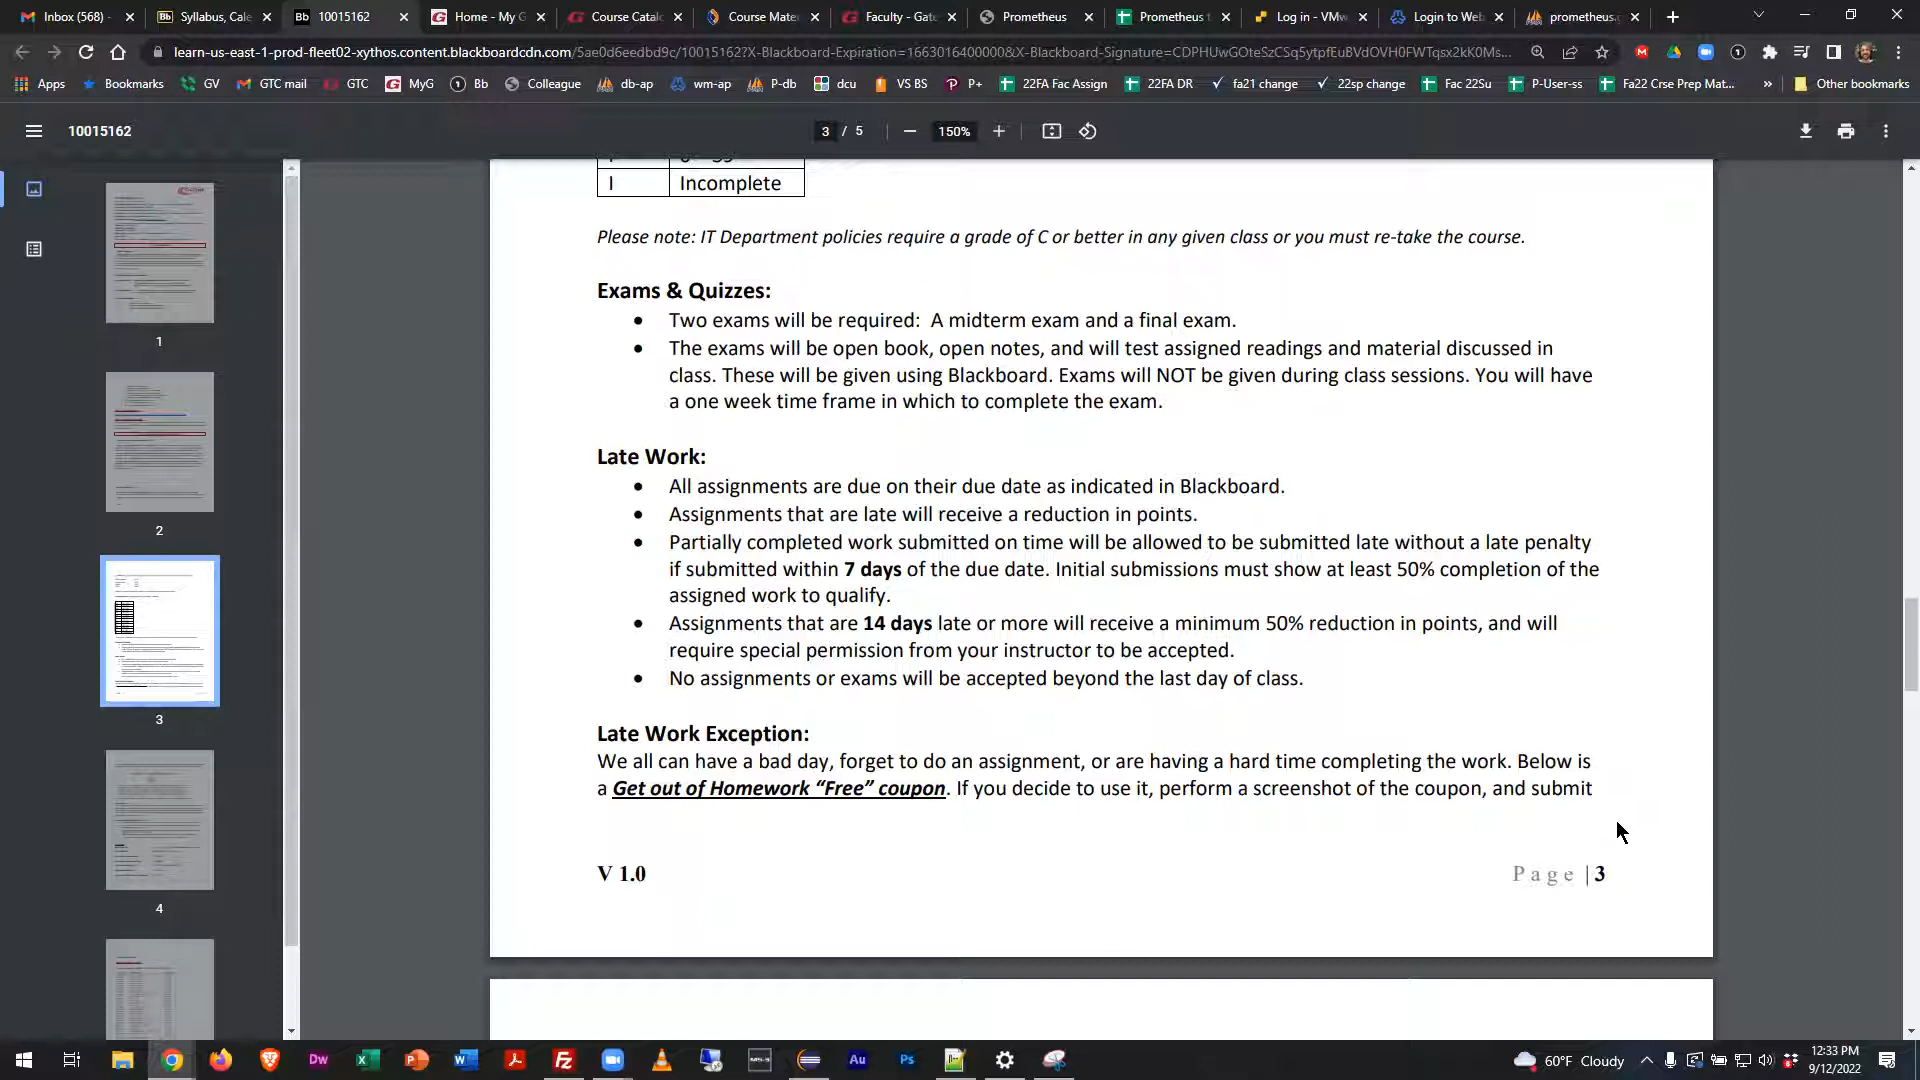 Inbox (568) -
Syllabus, Cale
10015162
Home - My G
Course Catalo
Course Mater
Faculty - Gate
Prometheus
Prometheus t
Log in - VMw
Login to Web
prometheus.g
learn-us-east-1-prod-fleet02-xythos.content.blackboardcdn.com/5ae0d6eedbd9c/10015162?X-Blackboard-Expiration=1663016400000&X-Blackboard-Signature=CDPHUwGOteSzCSq5ytpfEuBVdOVH0FWTqsx2kK0Ms...
Apps
Bookmarks
GV
GTC mail
GTC
MyG
Bb
Colleague
db-ap
wm-ap
P-db
dcu
VS BS
P+
22FA Fac Assign
22FA DR
fa21 change
22sp change
Fac 22Su
P-User-ss
Fa22 Crse Prep Mat...
Other bookmarks
10015162
3 / 5
150%
1
2
3
4
I Incomplete
Please note: IT Department policies require a grade of C or better in any given class or you must re-take the course.
Exams & Quizzes:
• Two exams will be required: A midterm exam and a final exam.
• The exams will be open book, open notes, and will test assigned readings and material discussed in
class. These will be given using Blackboard. Exams will NOT be given during class sessions. You will have
a one week time frame in which to complete the exam.
Late Work:
• All assignments are due on their due date as indicated in Blackboard.
• Assignments that are late will receive a reduction in points.
• Partially completed work submitted on time will be allowed to be submitted late without a late penalty
if submitted within 7 days of the due date. Initial submissions must show at least 50% completion of the
assigned work to qualify.
• Assignments that are 14 days late or more will receive a minimum 50% reduction in points, and will
require special permission from your instructor to be accepted.
• No assignments or exams will be accepted beyond the last day of class.
Late Work Exception:
We all can have a bad day, forget to do an assignment, or are having a hard time completing the work. Below is
a Get out of Homework “Free” coupon. If you decide to use it, perform a screenshot of the coupon, and submit
V 1.0
Page | 3
60°F Cloudy
12:33 PM
9/12/2022